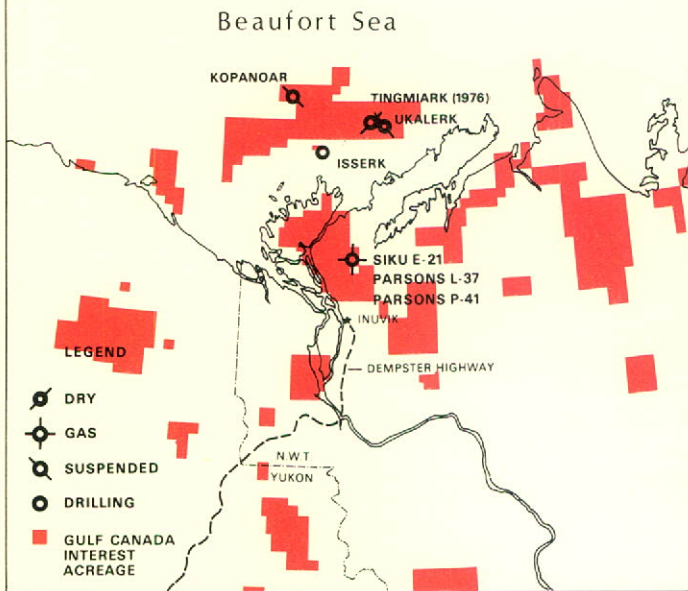 Beaufort Sea
KOPANOAR
TINGMIARK (1976)
UKALERK
ISSERK
SIKU E-21
PARSONS L-37
PARSONS P-41
INUVIK
DEMPSTER HIGHWAY
N.W.T
YUKON
LEGEND
DRY
GAS
SUSPENDED
DRILLING
GULF CANADA
INTEREST
ACREAGE